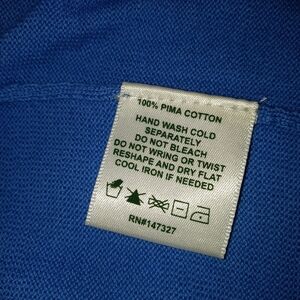 100% PIMA COTTON
HAND WASH COLD
SEPARATELY
DO NOT BLEACH
DO NOT WRING OR TWIST
RESHAPE AND DRY FLAT
COOL IRON IF NEEDED
RN#147327